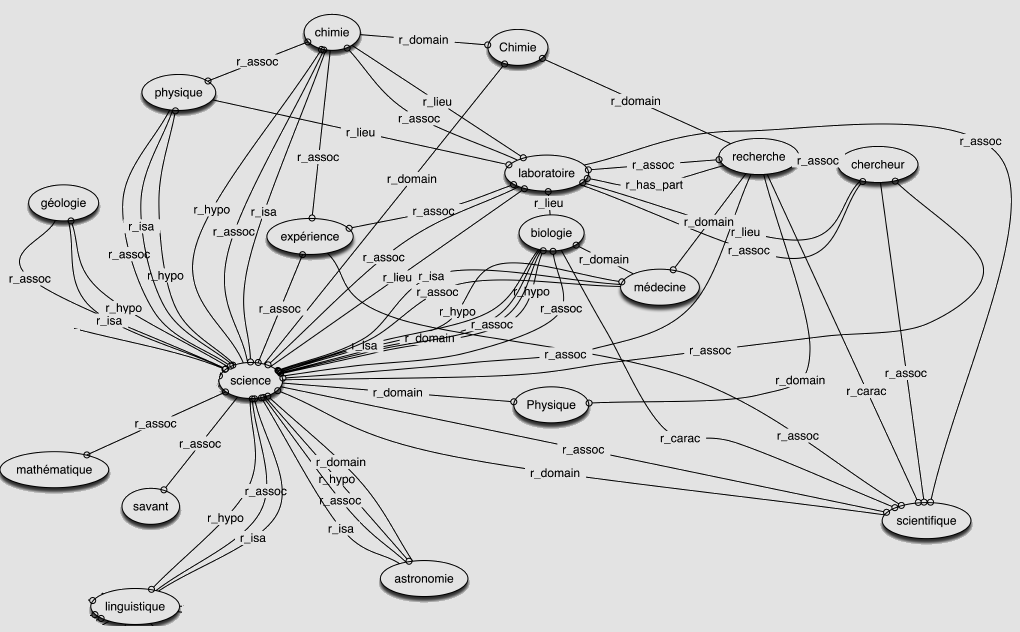 chimie
r_domain
Chimie
r_assoc
physique
r_domain
r_lieu
r_assoc
r_lieu
r_assoc
r_assoc
recherche
r_assoc
chercheur
r_assoc
laboratoire
r_domain
r_has_part
géologie
r_lieu
r_hypo
r_isa
r_assoc
r_domain
r_isa
r_assoc
expérience
biologie
r_lieu
r_assoc
r_assoc
r_assoc
r_domain
r_assoc
r_hypo
r_lieu
r_isa
médecine
r_assoc
r_hypo
r_hypo
r_assoc
r_assoc
r_hypo
r_isa
r_assoc
r_isa
r_domain
r_assoc
r_assoc
science
r_domain
r_domain
Physique
r_assoc
r_carac
r_assoc
r_assoc
r_carac
r_assoc
r_assoc
mathématique
r_domain
r_domain
r_hypo
r_assoc
r_assoc
savant
r_hypo
scientifique
r_isa
r_isa
astronomie
linguistique